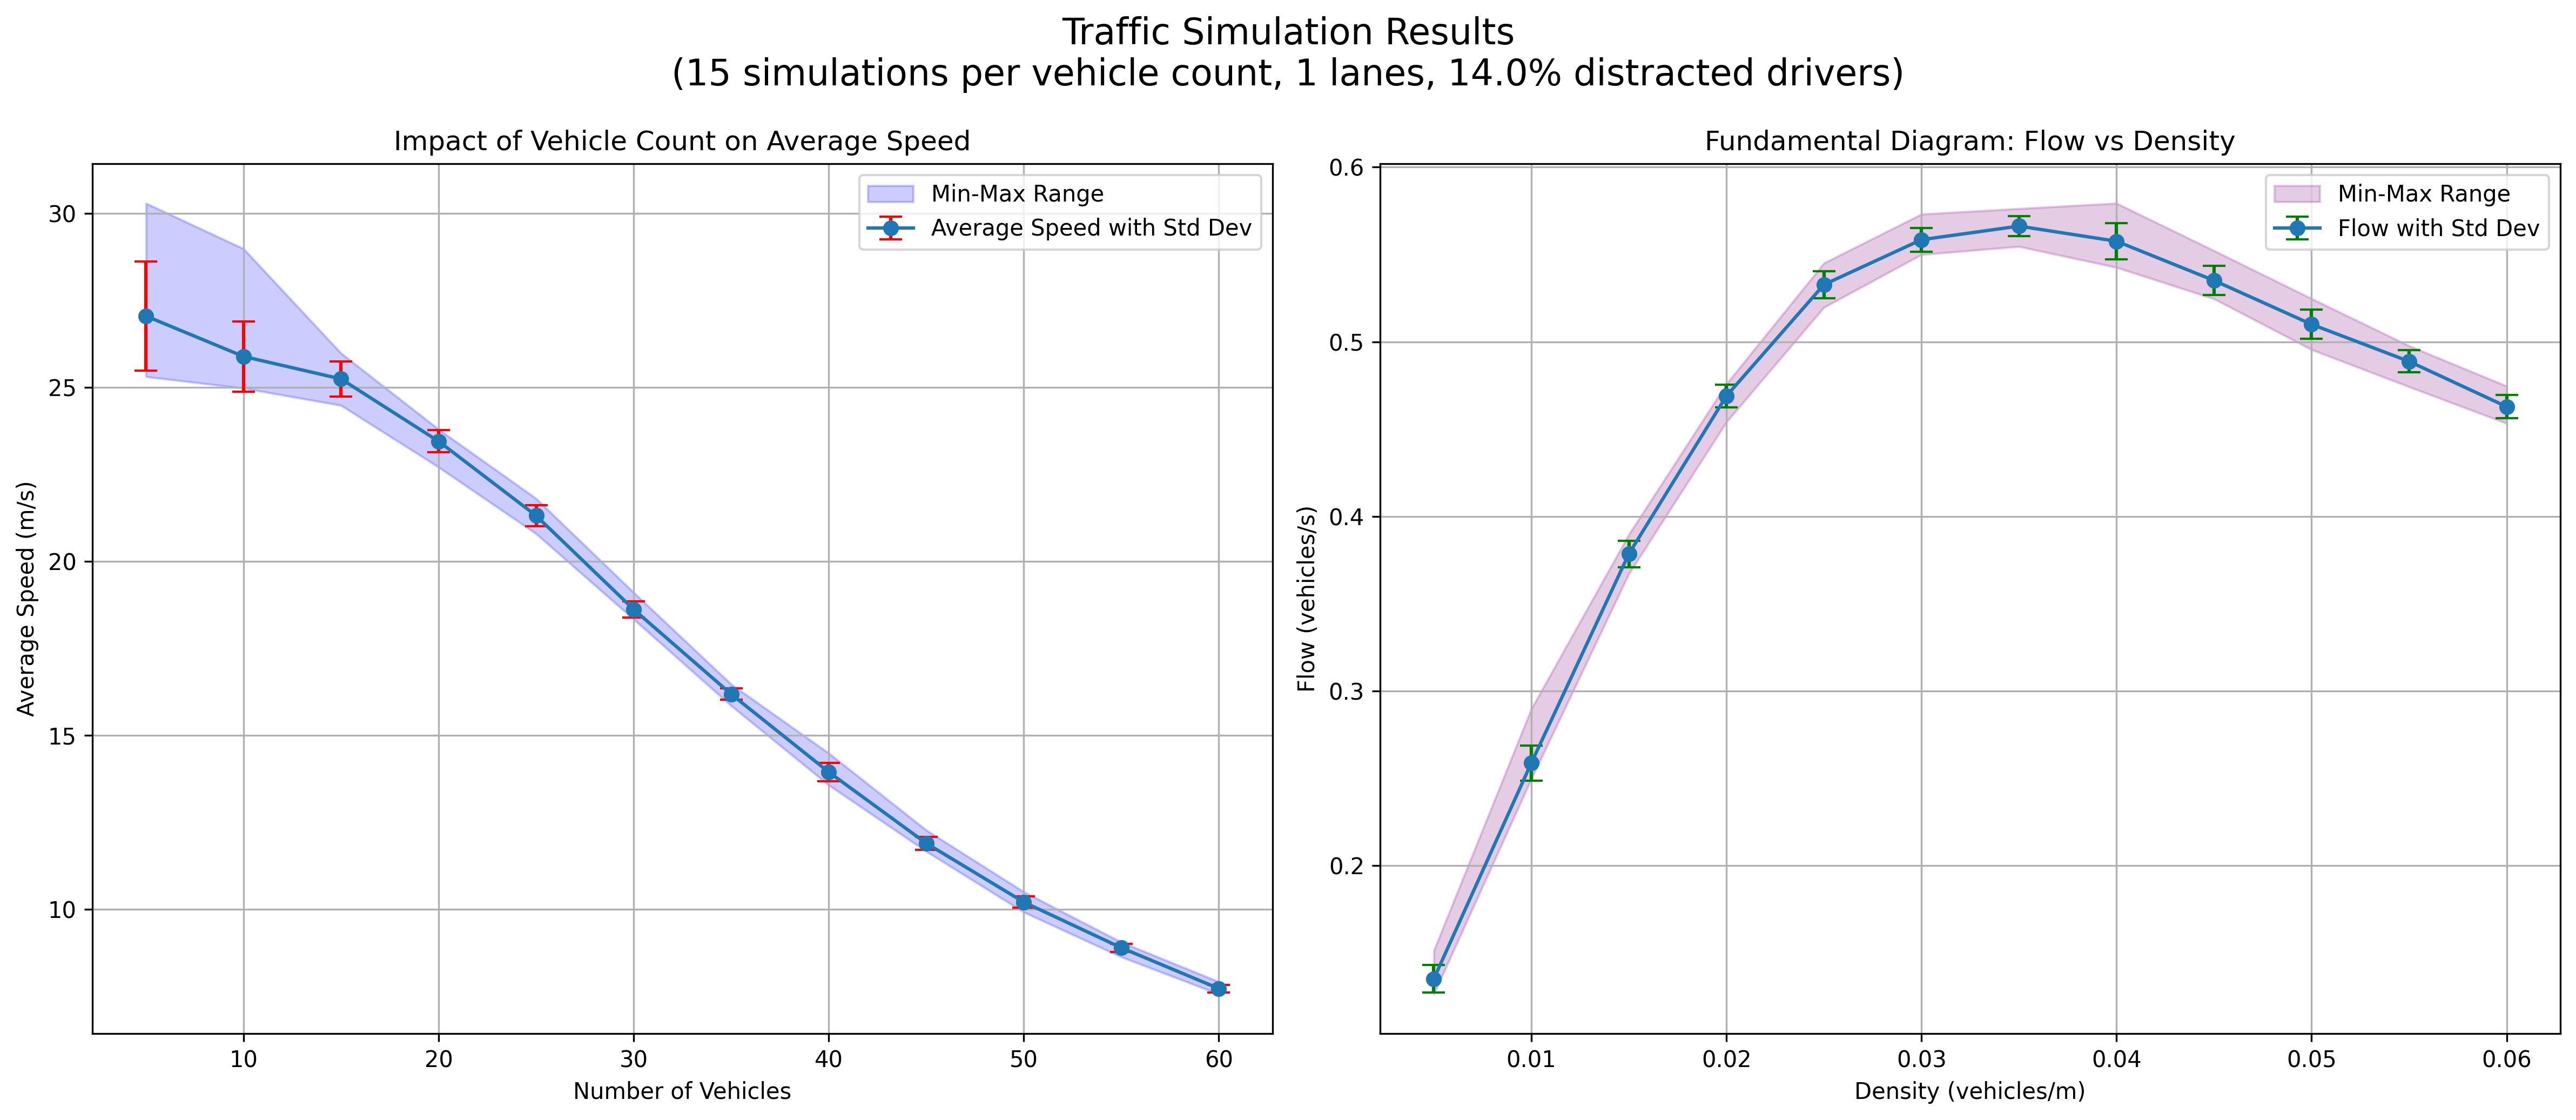 Traffic Simulation Results
(15 simulations per vehicle count, 1 lanes, 14.0% distracted drivers)
Impact of Vehicle Count on Average Speed
Min-Max Range
Average Speed with Std Dev
30
25
20
15
10
Average Speed (m/s)
10
20
30
40
50
60
Number of Vehicles
Fundamental Diagram: Flow vs Density
Min-Max Range
Flow with Std Dev
0.6
0.5
0.4
0.3
0.2
Flow (vehicles/s)
0.01
0.02
0.03
0.04
0.05
0.06
Density (vehicles/m)